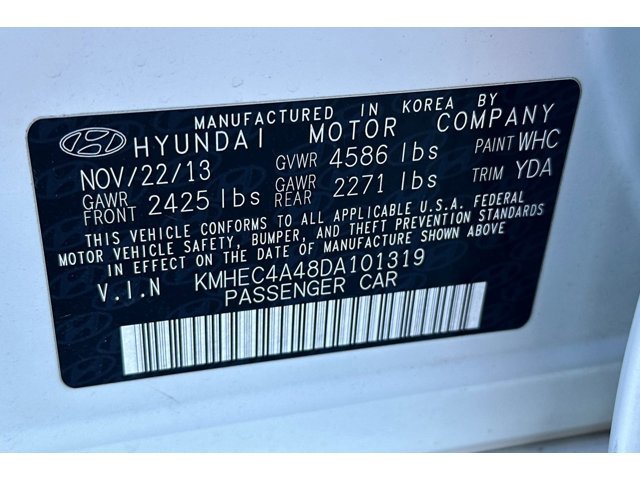 MANUFACTURED IN KOREA BY
HYUNDAI MOTOR COMPANY
NOV/22/13 GVWR 4586 lbs PAINT WHC
GAWR FRONT 2425 lbs GAWR REAR 2271 lbs TRIM YDA
THIS VEHICLE CONFORMS TO ALL APPLICABLE U.S.A. FEDERAL
MOTOR VEHICLE SAFETY, BUMPER, AND THEFT PREVENTION STANDARDS
IN EFFECT ON THE DATE OF MANUFACTURE SHOWN ABOVE
V.I.N KMHEC4A48DA101319
PASSENGER CAR